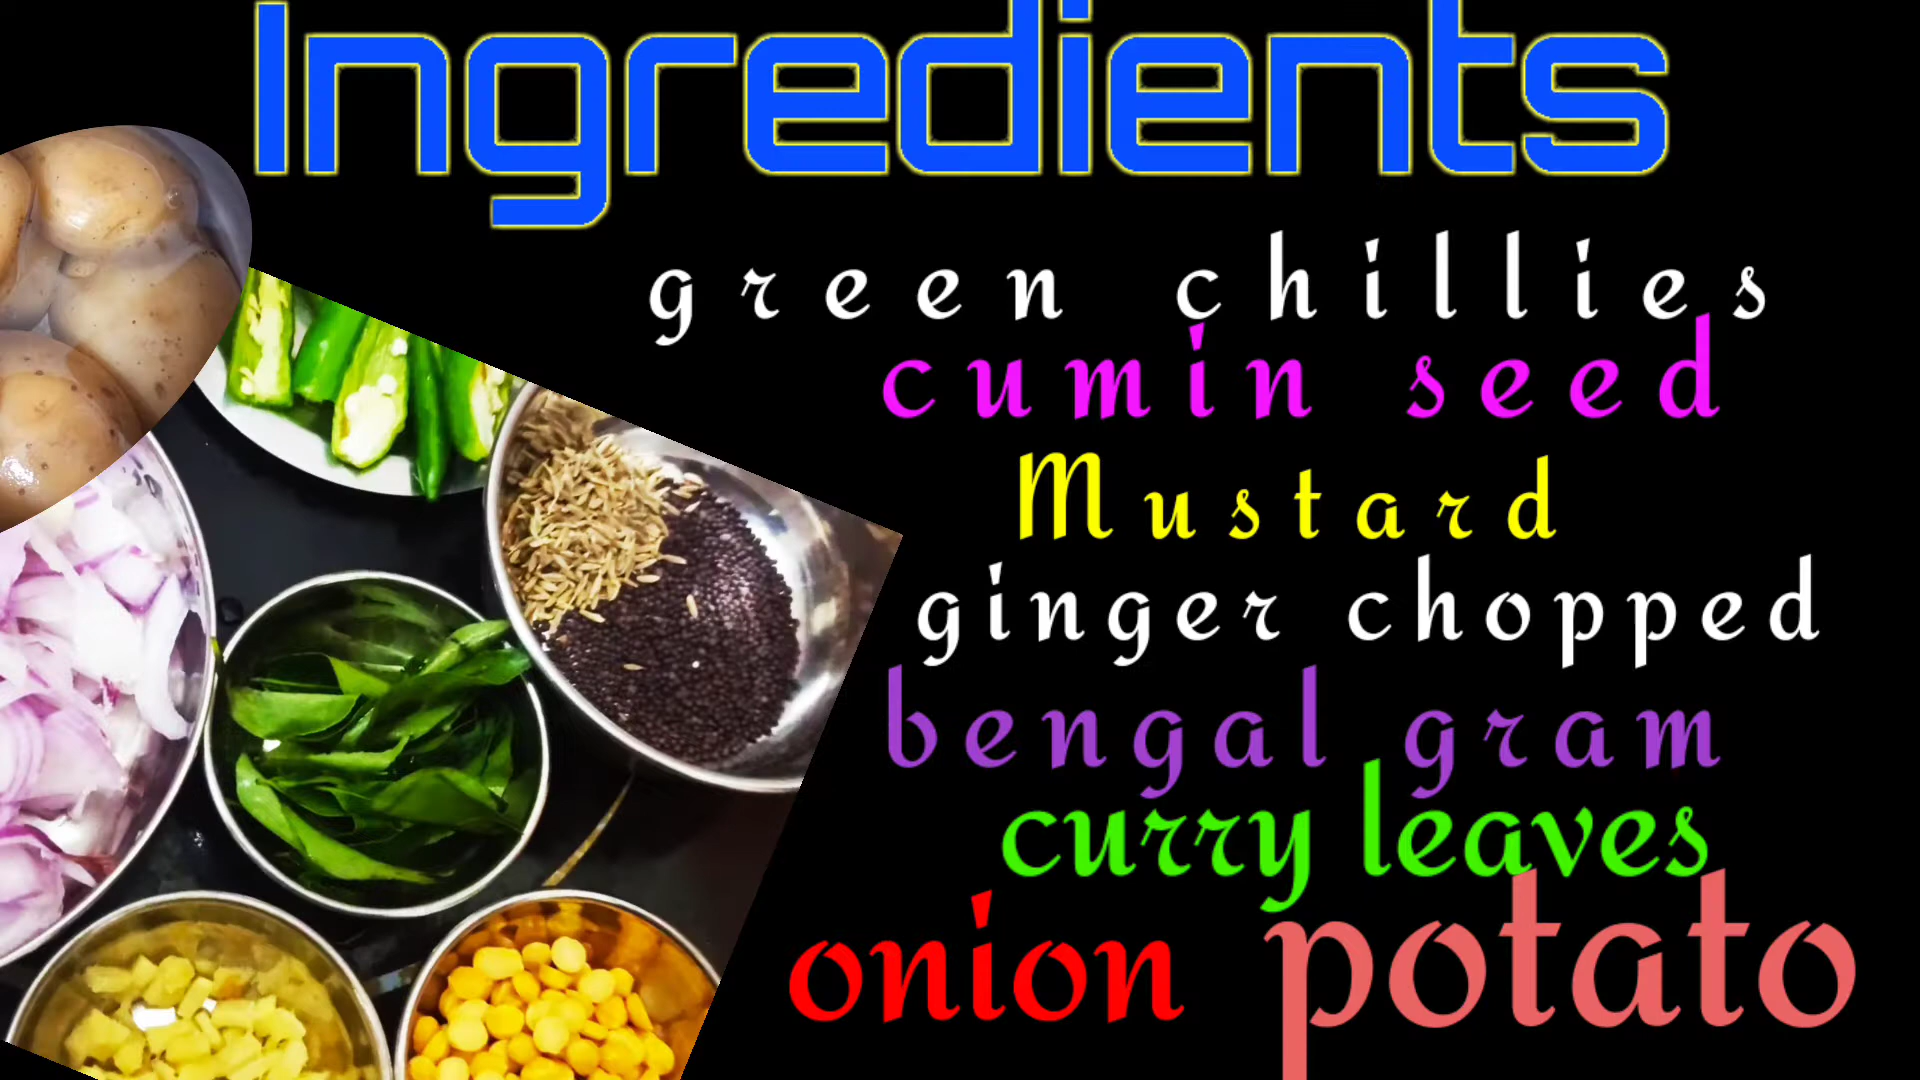 Ingredients
green chillies
cumin seed
Mustard
ginger chopped
bengal gram
curry leaves
onion potato